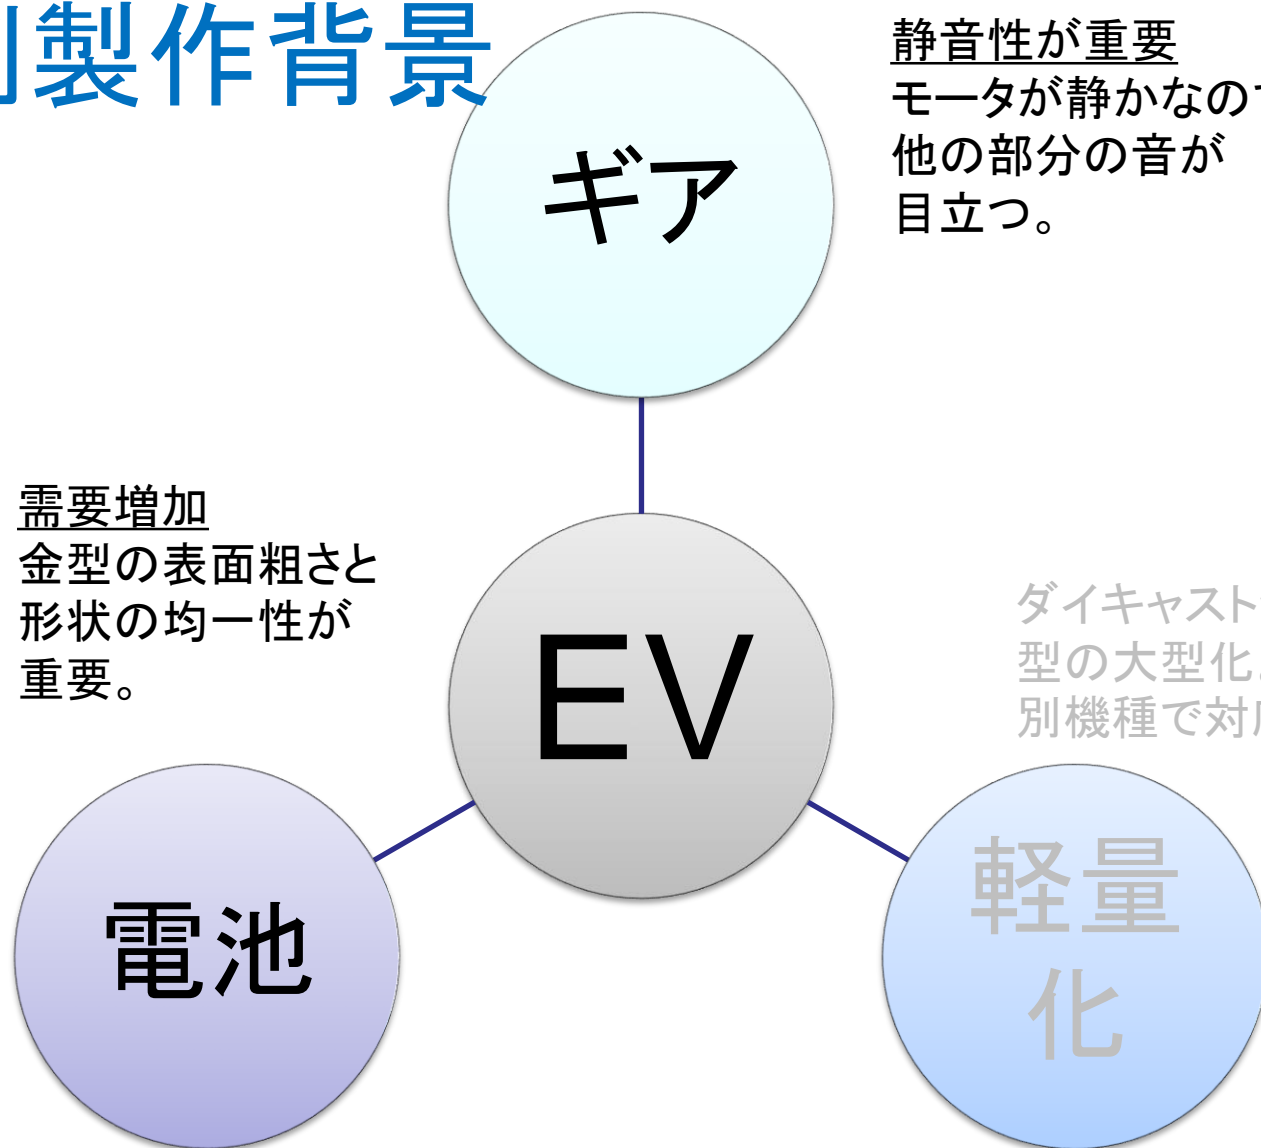 製作背景
ギア
静音性が重要
モータが静かなので
他の部分の音が
目立つ。
需要増加
金型の表面粗さと
形状の均一性が
重要。
EV
ダイキャスト
型の大型化
別機種で対応
電池
軽量
化